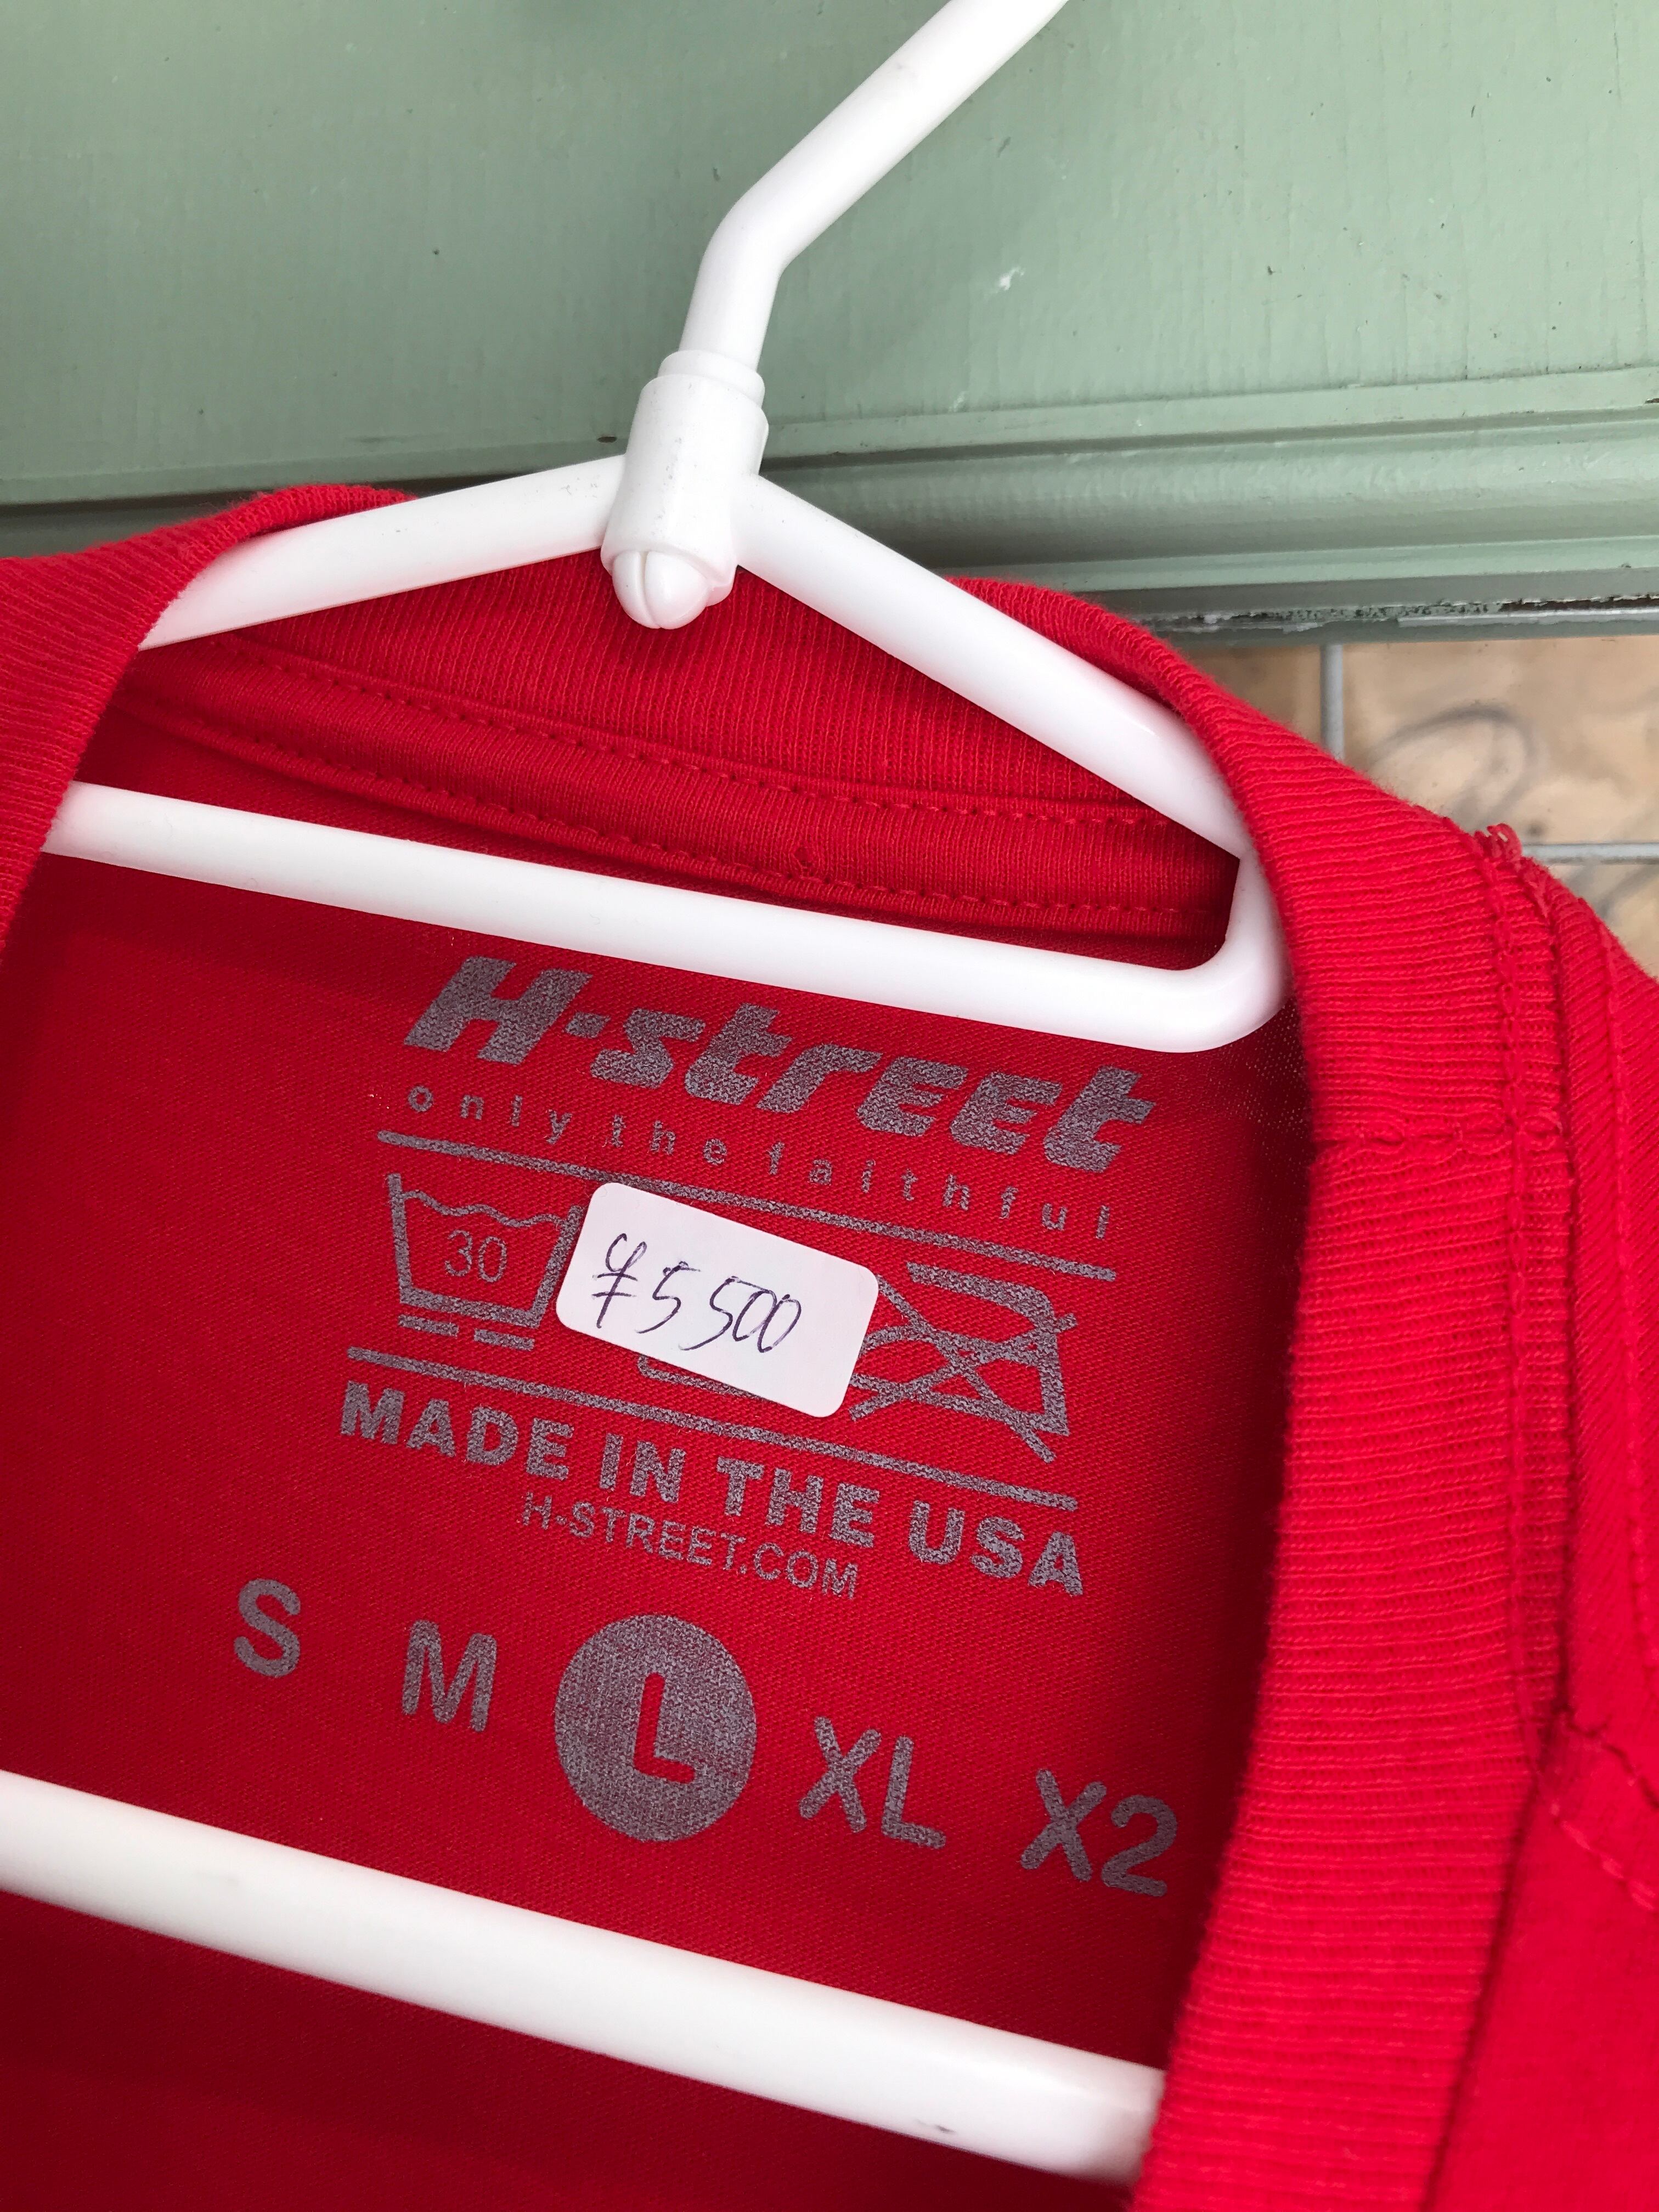 H-street
only the faithful
30
¥5500
MADE IN THE USA
H-STREET.COM
S M L XL X2